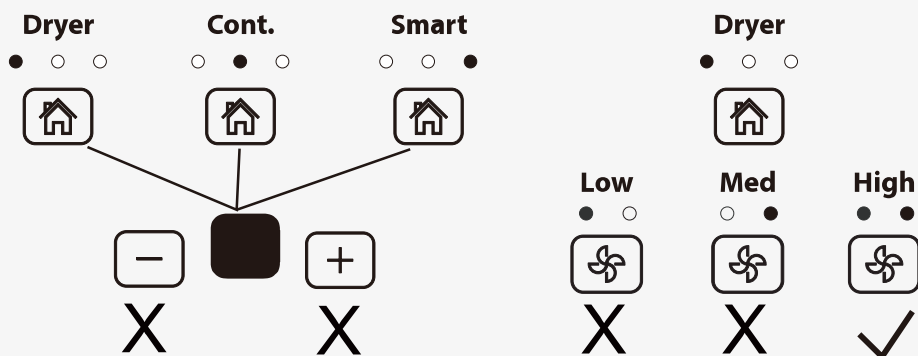 Dryer Cont. Smart Dryer
Low Med High
− +
X X X X